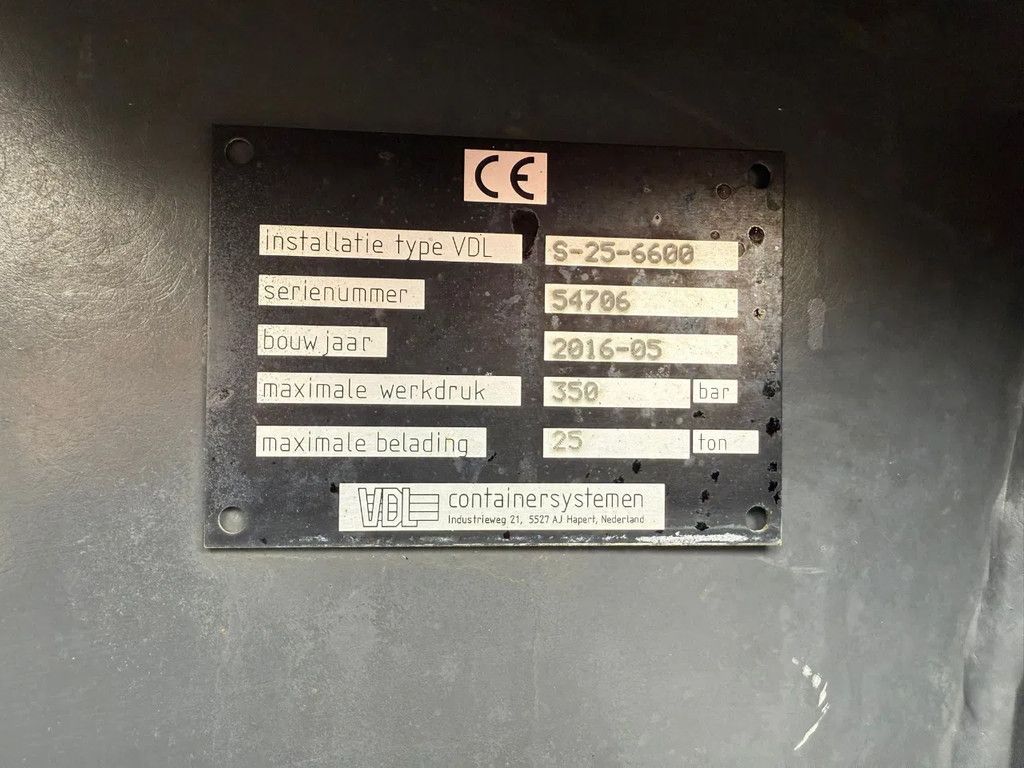 CE
installatie type VDL S-25-6600
serienummer 54706
bouwjaar 2016-05
maximale werkdruk 350 bar
maximale belading 25 ton
VDL containersystemen
Industrieweg 21, 5527 AJ Hapert, Nederland